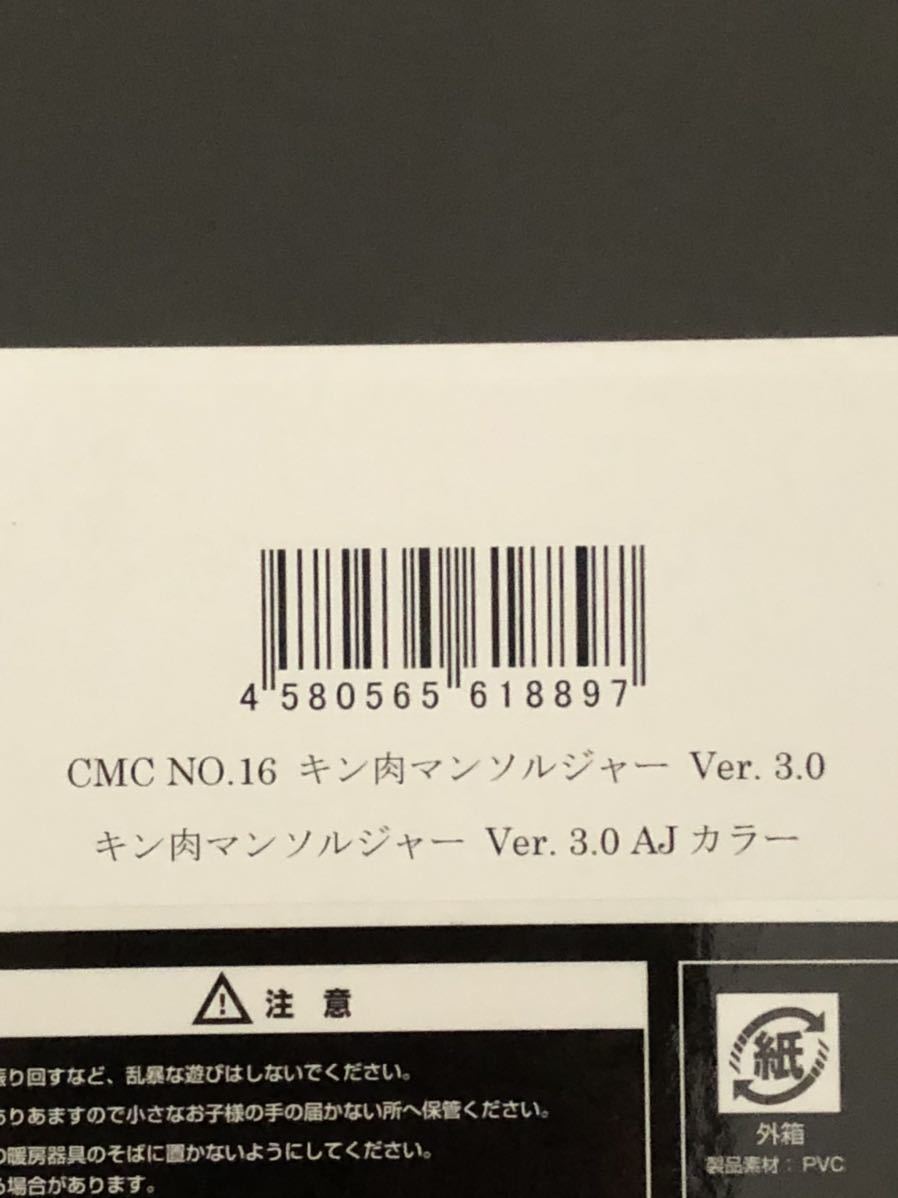 4 580565 618897
CMC NO.16 キン肉マンソルジャー Ver. 3.0
キン肉マンソルジャー Ver. 3.0 AJ カラー
注 意
振り回すなど、乱暴な遊びはしないでください。
ありあますので小さなお子様の手の届かない所へ保管ください。
の暖房器具のそばに置かないようにしてください。
る場合があります。
紙
外箱
製品素材：PVC